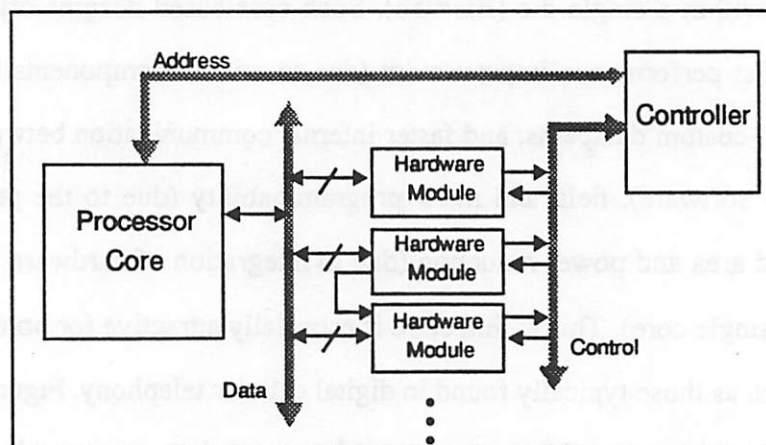 Address
Controller
Processor
Core
Hardware
Module
Hardware
Module
Hardware
Module
Data
Control